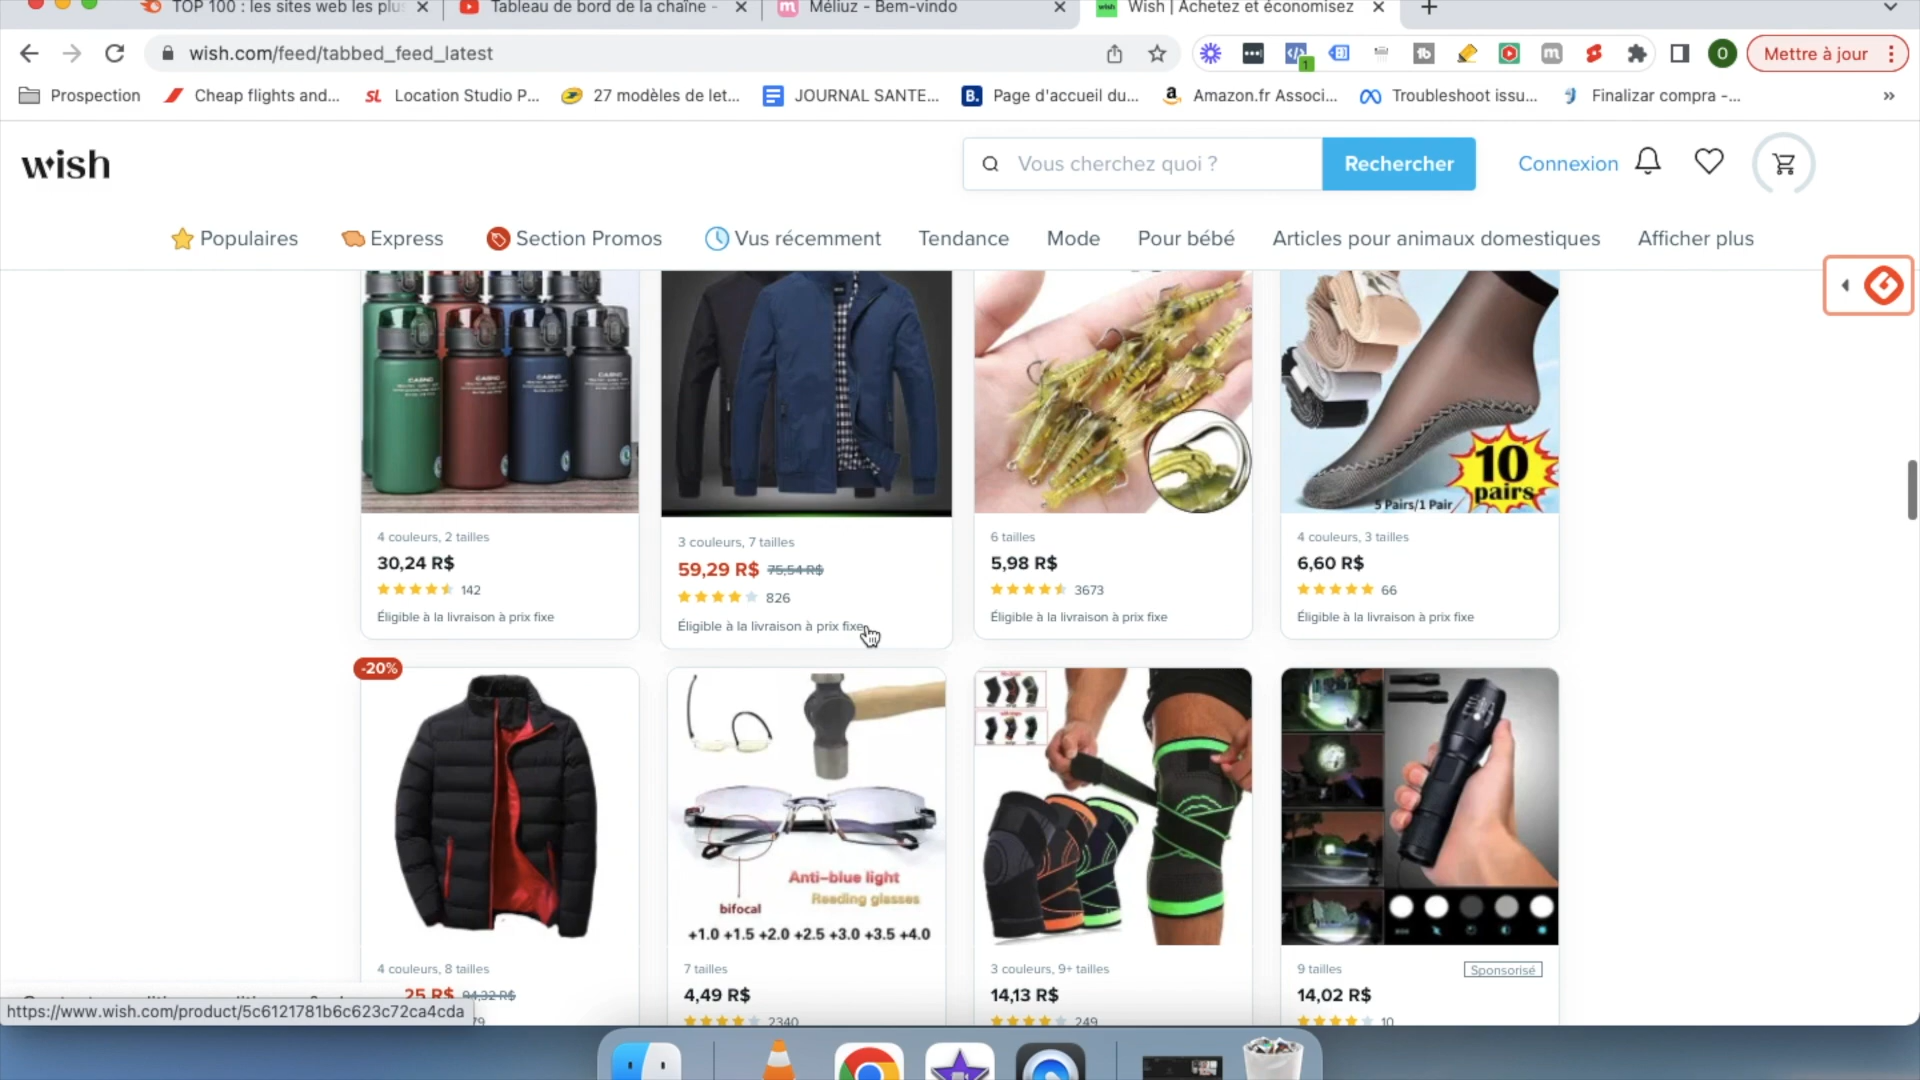 TOP 100 : les sites web les plu
Tableau de bord de la chaîne -
Méliuz - Bem-vindo
Wish | Achetez et économisez
wish.com/feed/tabbed_feed_latest
1
O
Mettre à jour
Prospection
Cheap flights and...
SL
Location Studio P...
27 modèles de let...
JOURNAL SANTE...
B.
Page d'accueil du...
Amazon.fr Associ...
Troubleshoot issu...
Finalizar compra -...
»
wish
Vous cherchez quoi ?
Rechercher
Connexion
Populaires
Express
Section Promos
Vus récemment
Tendance
Mode
Pour bébé
Articles pour animaux domestiques
Afficher plus
10
pairs
5 Pairs/1 Pair
4 couleurs, 2 tailles
30,24 R$
142
Éligible à la livraison à prix fixe
3 couleurs, 7 tailles
59,29 R$ 75,54 R$
826
Éligible à la livraison à prix fixe
6 tailles
5,98 R$
3673
Éligible à la livraison à prix fixe
4 couleurs, 3 tailles
6,60 R$
66
Éligible à la livraison à prix fixe
-20%
Anti-blue light
Reeding glasses
bifocal
+1.0 +1.5 +2.0 +2.5 +3.0 +3.5 +4.0
4 couleurs, 8 tailles
25 R$ 94,32 R$
79
7 tailles
4,49 R$
2340
3 couleurs, 9+ tailles
14,13 R$
249
9 tailles
Sponsorisé
14,02 R$
10
https://www.wish.com/product/5c6121781b6c623c72ca4cda